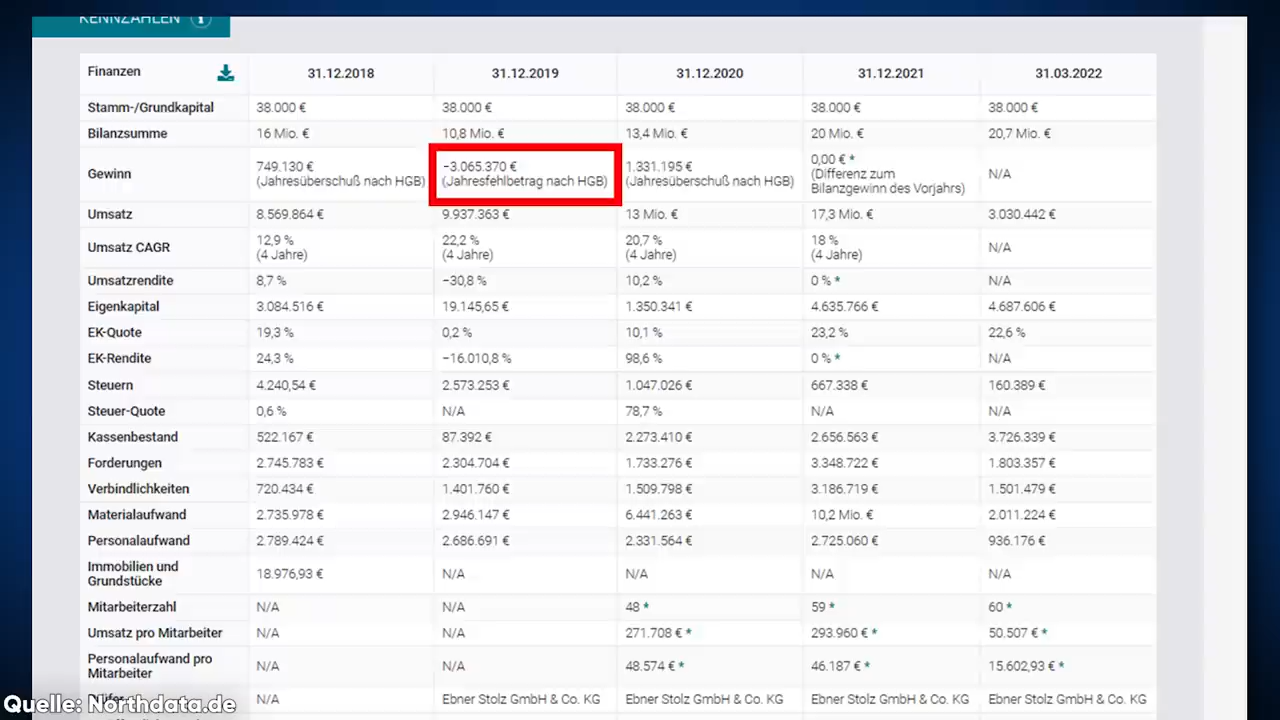 KENNZAHLEN i
Finanzen 31.12.2018 31.12.2019 31.12.2020 31.12.2021 31.03.2022
Stamm-/Grundkapital 38.000 € 38.000 € 38.000 € 38.000 € 38.000 €
Bilanzsumme 16 Mio. € 10,8 Mio. € 13,4 Mio. € 20 Mio. € 20,7 Mio. €
Gewinn 749.130 € (Jahresüberschuß nach HGB) −3.065.370 € (Jahresfehlbetrag nach HGB) 1.331.195 € (Jahresüberschuß nach HGB) 0,00 € * (Differenz zum Bilanzgewinn des Vorjahrs) N/A
Umsatz 8.569.864 € 9.937.363 € 13 Mio. € 17,3 Mio. € 3.030.442 €
Umsatz CAGR 12,9 % (4 Jahre) 22,2 % (4 Jahre) 20,7 % (4 Jahre) 18 % (4 Jahre) N/A
Umsatzrendite 8,7 % −30,8 % 10,2 % 0 % * N/A
Eigenkapital 3.084.516 € 19.145,65 € 1.350.341 € 4.635.766 € 4.687.606 €
EK-Quote 19,3 % 0,2 % 10,1 % 23,2 % 22,6 %
EK-Rendite 24,3 % −16.010,8 % 98,6 % 0 % * N/A
Steuern 4.240,54 € 2.573.253 € 1.047.026 € 667.338 € 160.389 €
Steuer-Quote 0,6 % N/A 78,7 % N/A N/A
Kassenbestand 522.167 € 87.392 € 2.273.410 € 2.656.563 € 3.726.339 €
Forderungen 2.745.783 € 2.304.704 € 1.733.276 € 3.348.722 € 1.803.357 €
Verbindlichkeiten 720.434 € 1.401.760 € 1.509.798 € 3.186.719 € 1.501.479 €
Materialaufwand 2.735.978 € 2.946.147 € 6.441.263 € 10,2 Mio. € 2.011.224 €
Personalaufwand 2.789.424 € 2.686.691 € 2.331.564 € 2.725.060 € 936.176 €
Immobilien und Grundstücke 18.976,93 € N/A N/A N/A N/A
Mitarbeiterzahl N/A N/A 48 * 59 * 60 *
Umsatz pro Mitarbeiter N/A N/A 271.708 € * 293.960 € * 50.507 € *
Personalaufwand pro Mitarbeiter N/A N/A 48.574 € * 46.187 € * 15.602,93 € *
N/A Ebner Stolz GmbH & Co. KG Ebner Stolz GmbH & Co. KG Ebner Stolz GmbH & Co. KG Ebner Stolz GmbH & Co. KG
Quelle: Northdata.de